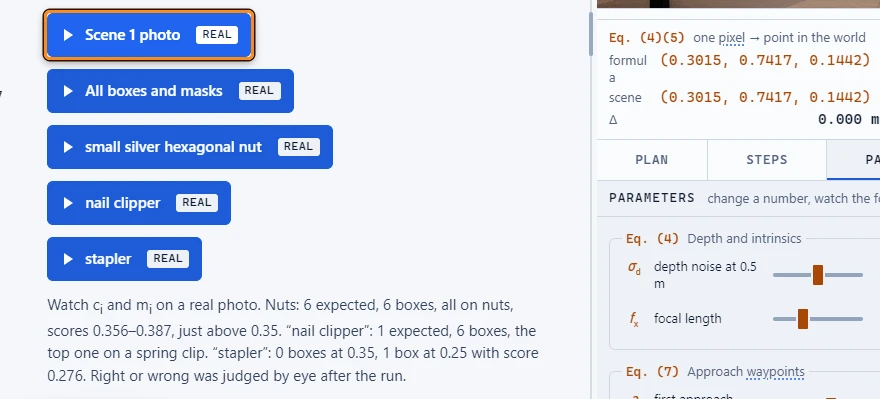 Scene 1 photo REAL
All boxes and masks REAL
small silver hexagonal nut REAL
nail clipper REAL
stapler REAL
Watch cᵢ and mᵢ on a real photo. Nuts: 6 expected, 6 boxes, all on nuts,
scores 0.356–0.387, just above 0.35. “nail clipper”: 1 expected, 6 boxes, the
top one on a spring clip. “stapler”: 0 boxes at 0.35, 1 box at 0.25 with score
0.276. Right or wrong was judged by eye after the run.
Eq. (4)(5) one pixel → point in the world
formul
a (0.3015, 0.7417, 0.1442)
scene (0.3015, 0.7417, 0.1442)
Δ 0.000 m
PLAN STEPS PA
PARAMETERS change a number, watch the fo
Eq. (4) Depth and intrinsics
σd depth noise at 0.5
m
fₓ focal length
Eq. (7) Approach waypoints
first approach